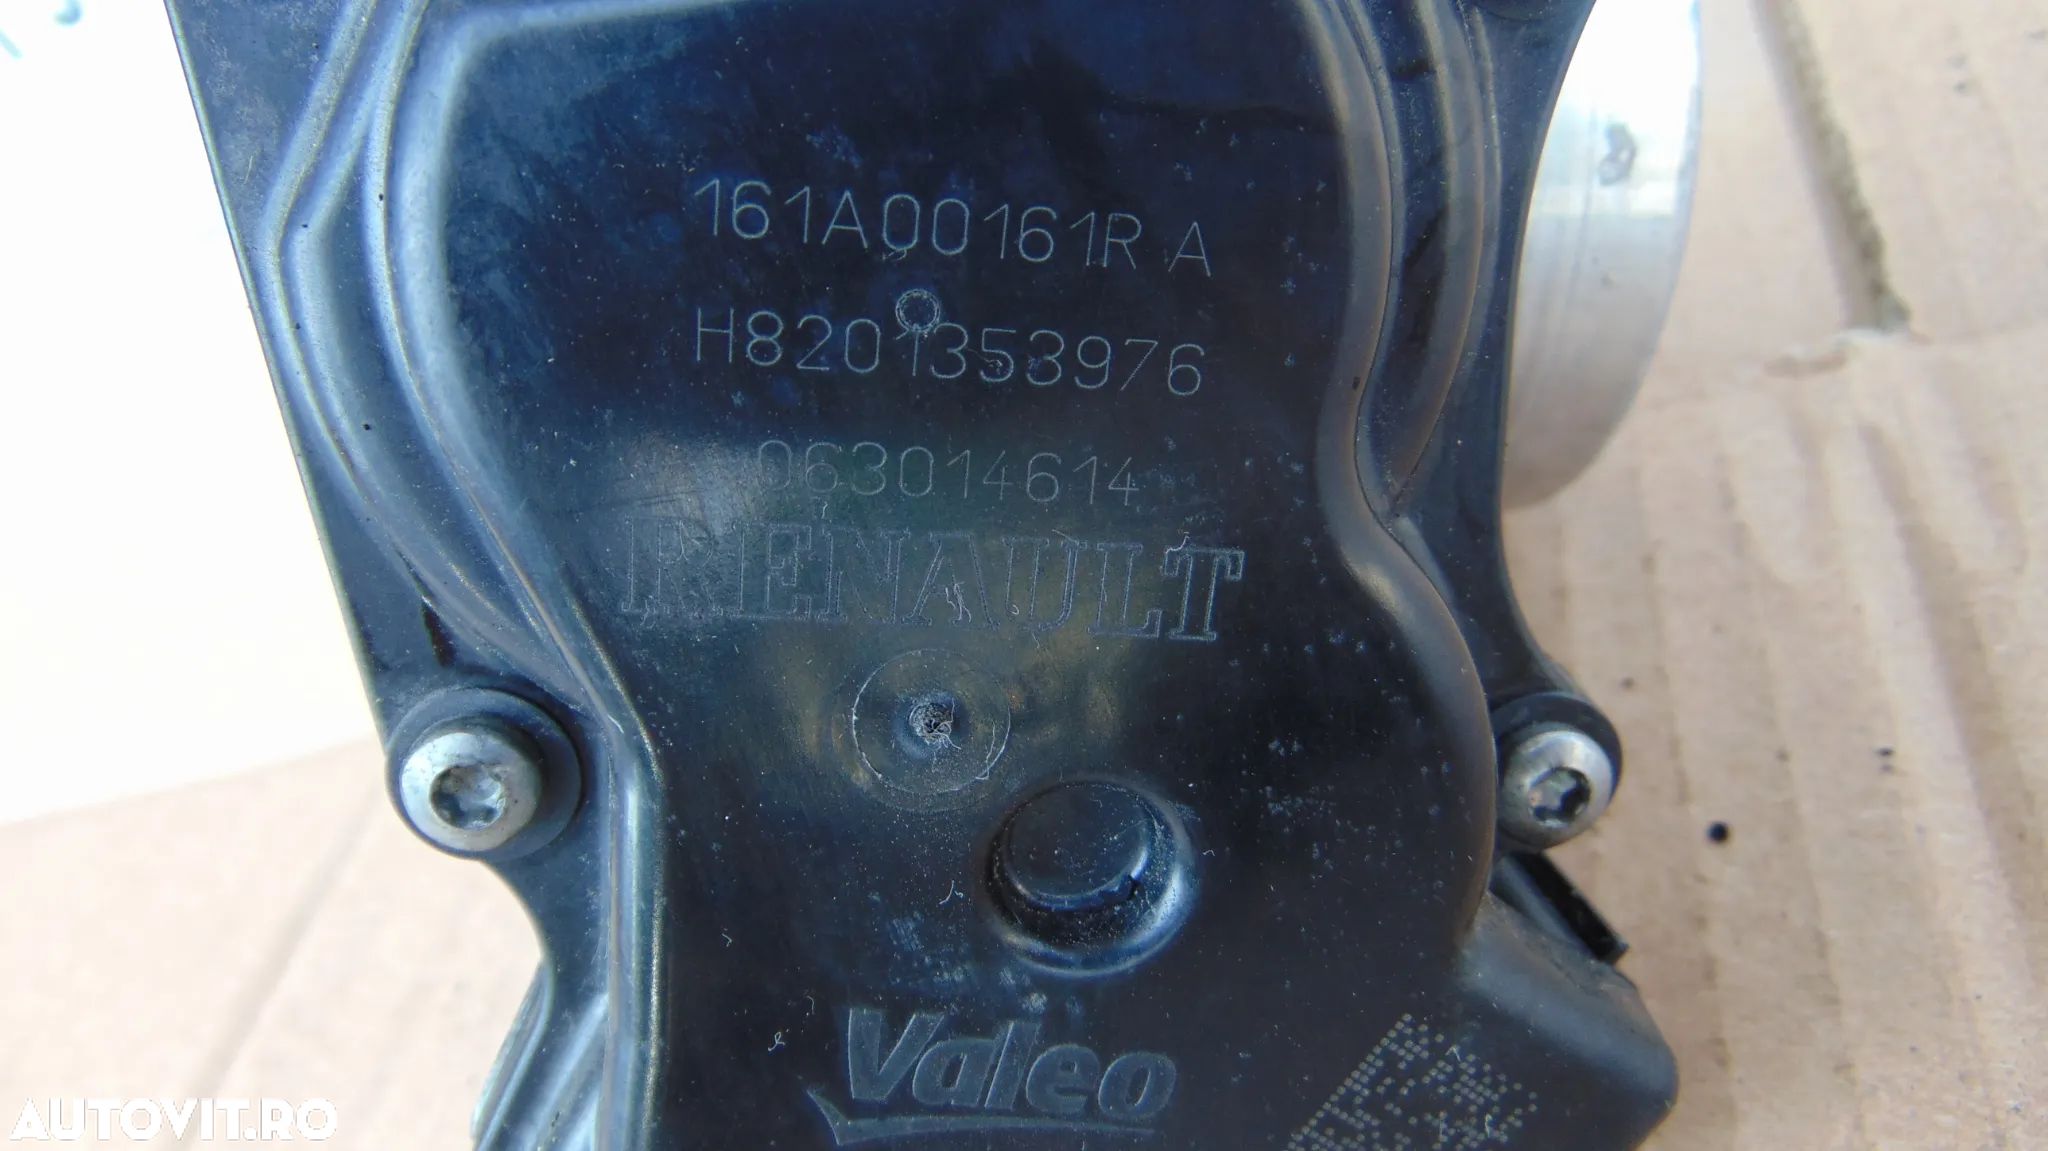 161A00161R A
H8201353976
063014614
RENAULT
Valeo
AUTOVIT.RO